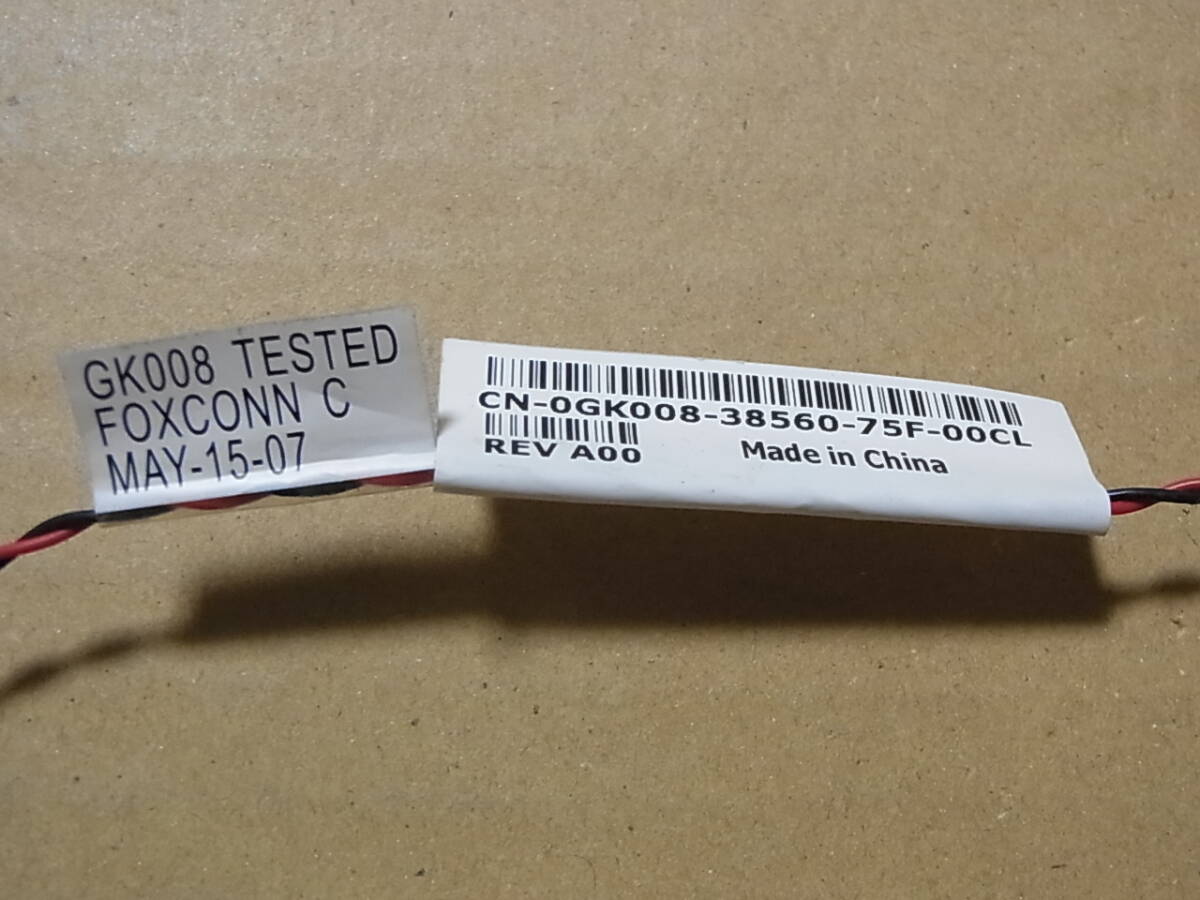 GK008 TESTED
FOXCONN C
MAY-15-07
CN-0GK008-38560-75F-00CL
REV A00
Made in China